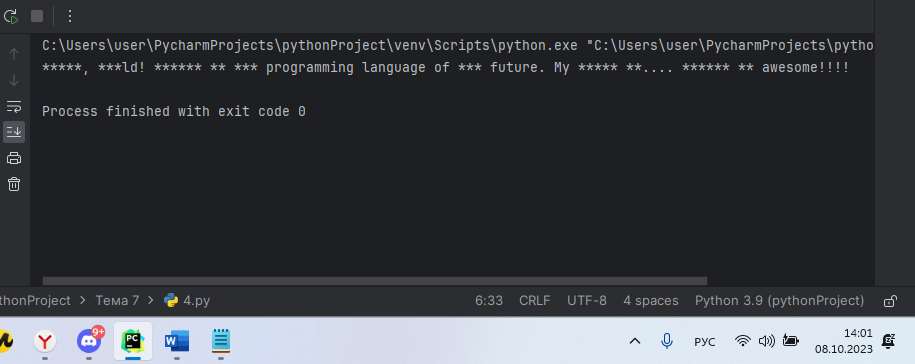 C:\Users\user\PycharmProjects\pythonProject\venv\Scripts\python.exe "C:\Users\user\PycharmProjects\pytho
*****, ***ld! ****** ** *** programming language of *** future. My ***** **.... ****** ** awesome!!!!
Process finished with exit code 0
thonProject > Тема 7 > 4.py 6:33 CRLF UTF-8 4 spaces Python 3.9 (pythonProject)
9+ PC W РУС 14:01
08.10.2023